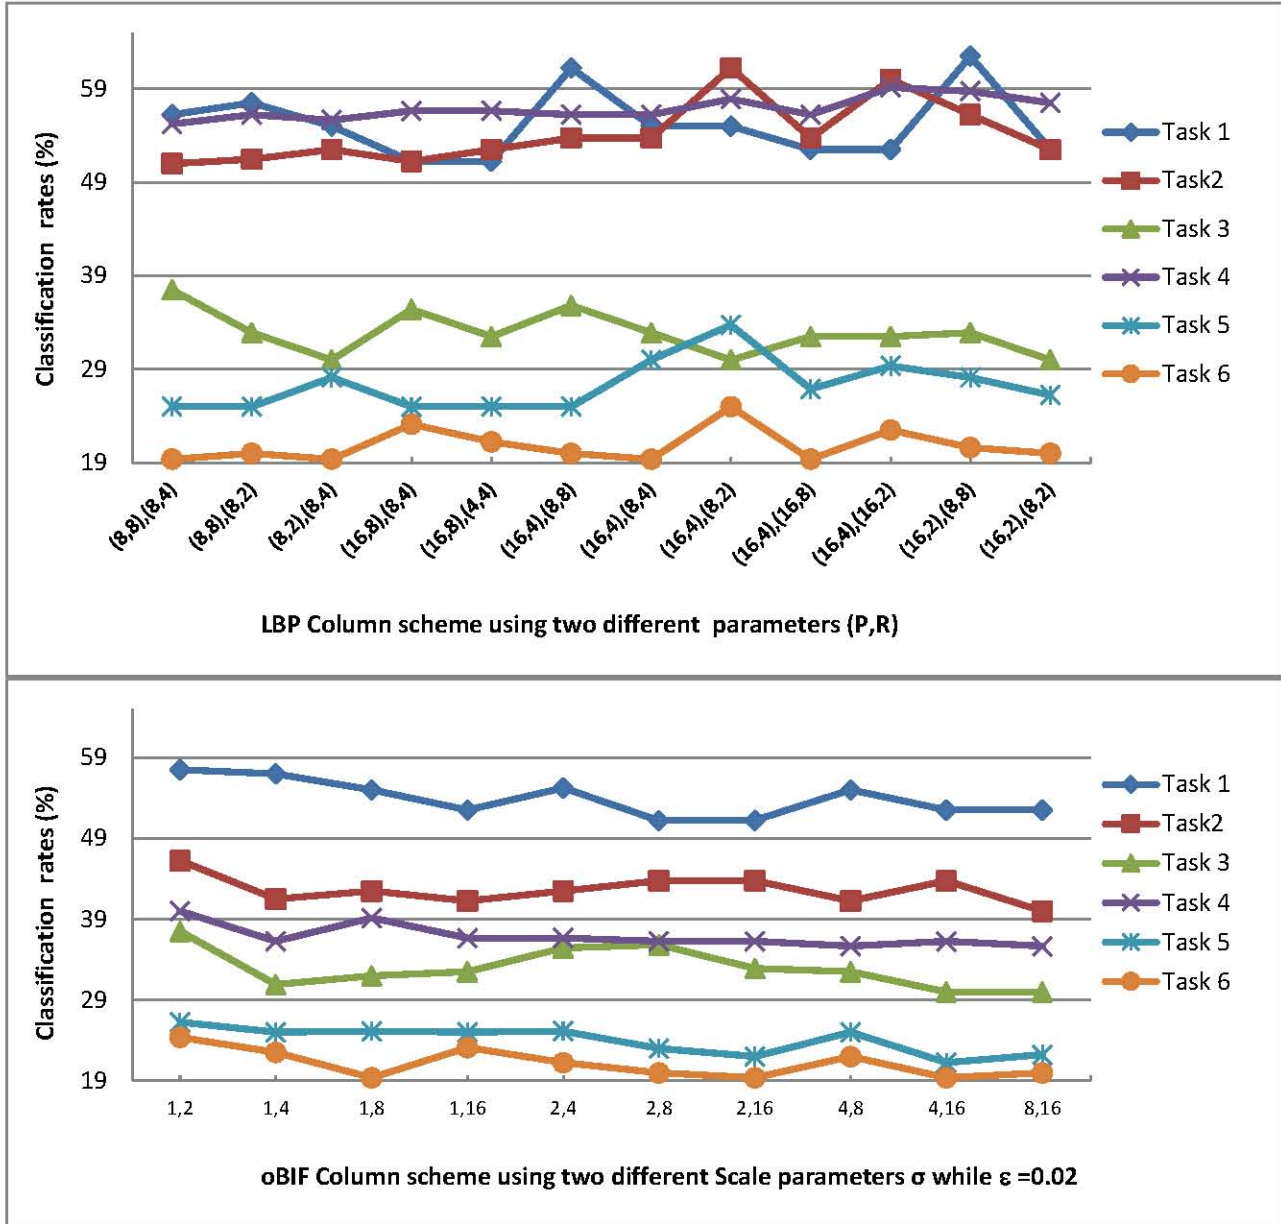 Classification rates (%)
59
49
39
29
19
(8,8),(8,4)
(8,8),(8,2)
(8,2),(8,4)
(16,8),(8,4)
(16,8),(4,4)
(16,4),(8,8)
(16,4),(8,4)
(16,4),(8,2)
(16,4),(16,8)
(16,4),(16,2)
(16,2),(8,8)
(16,2),(8,2)
LBP Column scheme using two different parameters (P,R)
Task 1
Task2
Task 3
Task 4
Task 5
Task 6
Classification rates (%)
59
49
39
29
19
1,2 1,4 1,8 1,16 2,4 2,8 2,16 4,8 4,16 8,16
oBIF Column scheme using two different Scale parameters σ while ε =0.02
Task 1
Task2
Task 3
Task 4
Task 5
Task 6